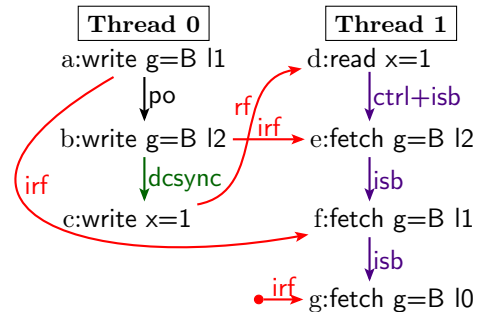 Thread 0
Thread 1
a:write g=B l1
d:read x=1
po
rf
ctrl+isb
b:write g=B l2
irf
e:fetch g=B l2
irf
dcsync
isb
c:write x=1
f:fetch g=B l1
isb
irf
g:fetch g=B l0